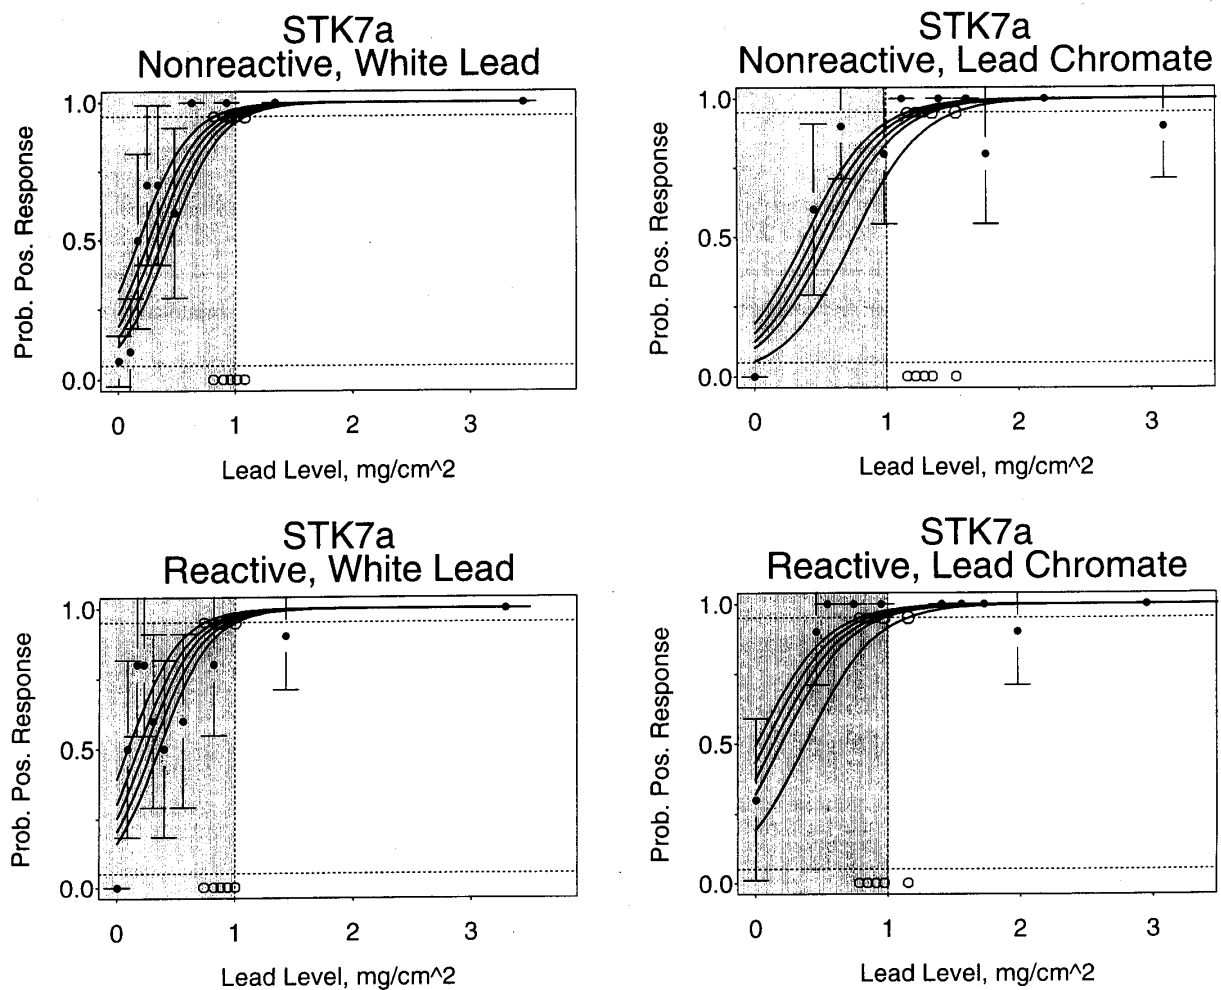 STK7a
Nonreactive, White Lead
Prob. Pos. Response
1.0
0.5
0.0
0 1 2 3
Lead Level, mg/cm^2
STK7a
Nonreactive, Lead Chromate
Prob. Pos. Response
1.0
0.5
0.0
0 1 2 3
Lead Level, mg/cm^2
STK7a
Reactive, White Lead
Prob. Pos. Response
1.0
0.5
0.0
0 1 2 3
Lead Level, mg/cm^2
STK7a
Reactive, Lead Chromate
Prob. Pos. Response
1.0
0.5
0.0
0 1 2 3
Lead Level, mg/cm^2